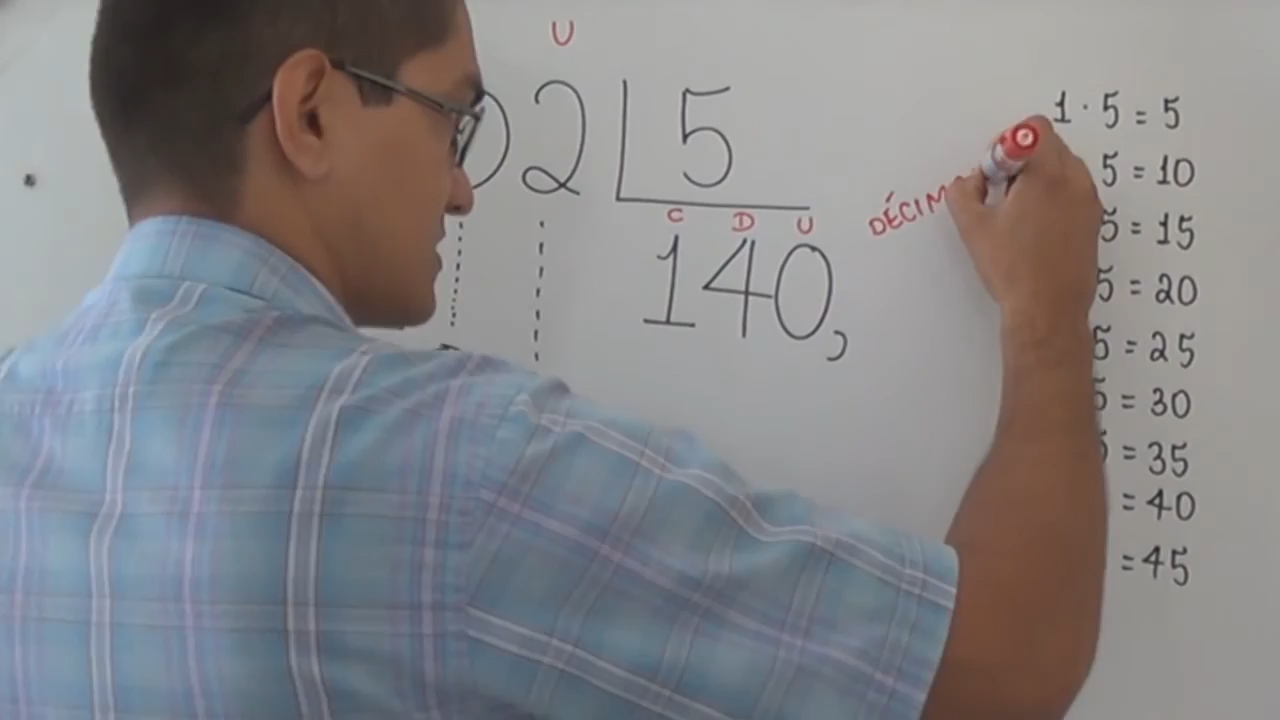 U
02 5
C D U
140,
DÉCIM
1 · 5 = 5
5 = 10
5 = 15
5 = 20
5 = 25
5 = 30
= 35
= 40
= 45